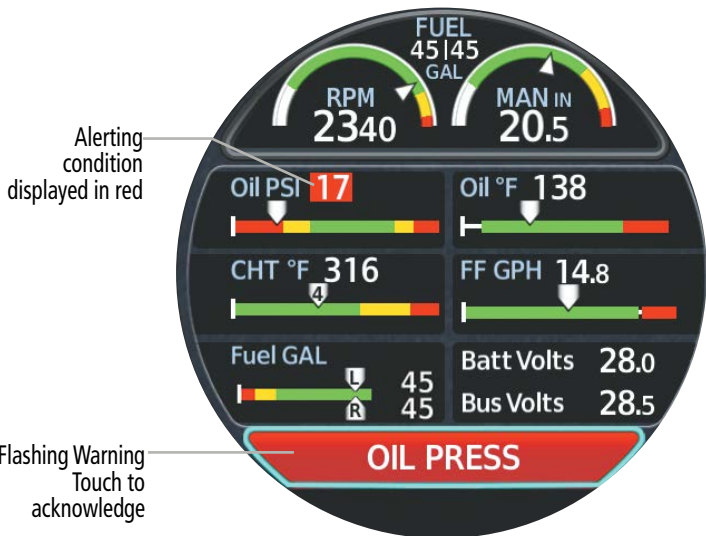 FUEL
45|45
GAL
RPM
2340
MAN IN
20.5
Alerting
condition
displayed in red
Oil PSI 17
Oil °F 138
CHT °F 316
4
FF GPH 14.8
Fuel GAL
L
45
R
45
Batt Volts 28.0
Bus Volts 28.5
Flashing Warning
Touch to
acknowledge
OIL PRESS